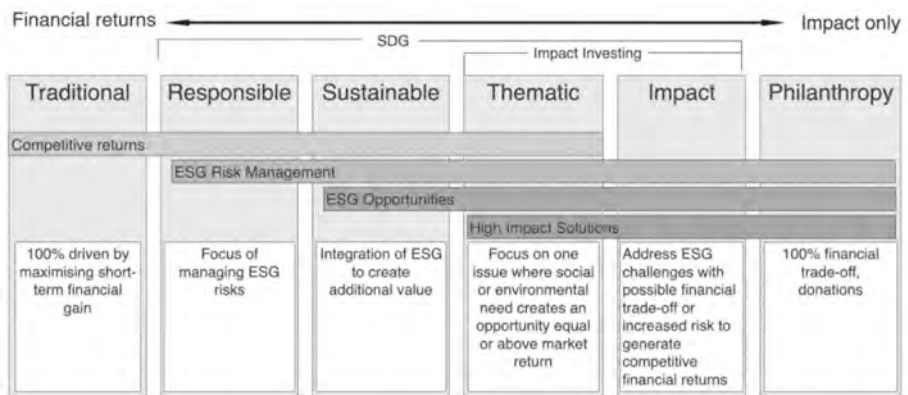 Financial returns
Impact only
SDG
Impact Investing
Traditional
Responsible
Sustainable
Thematic
Impact
Philanthropy
Competitive returns
ESG Risk Management
ESG Opportunities
High Impact Solutions
100% driven by
maximising short-
term financial
gain
Focus of
managing ESG
risks
Integration of ESG
to create
additional value
Focus on one
issue where social
or environmental
need creates an
opportunity equal
or above market
return
Address ESG
challenges with
possible financial
trade-off or
increased risk to
generate
competitive
financial returns
100% financial
trade-off,
donations